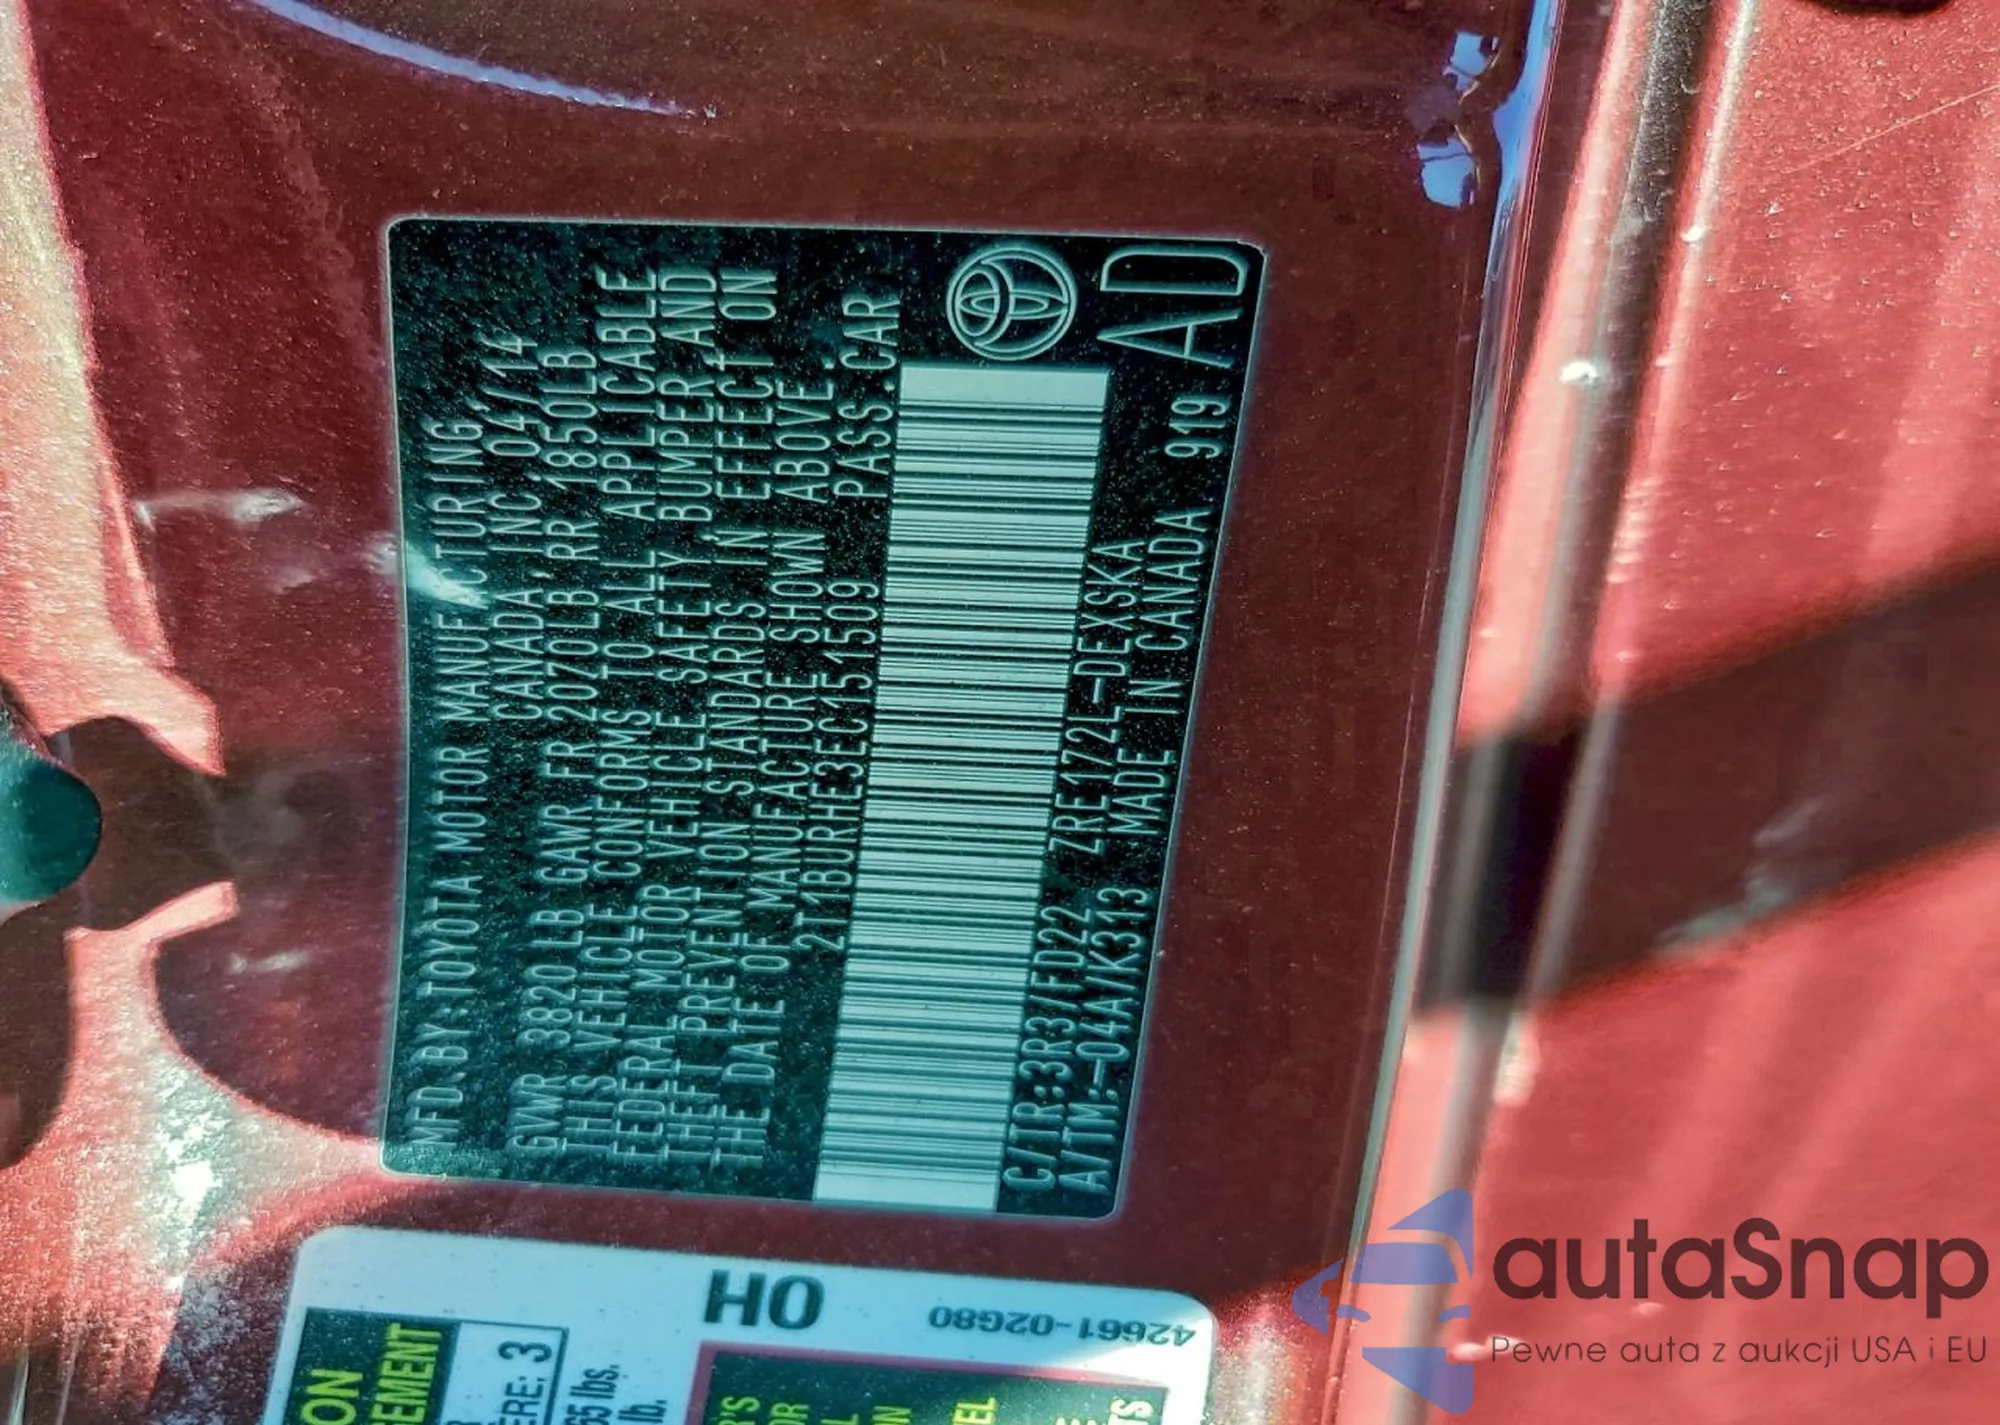 MFD.BY:TOYOTA MOTOR MANUFACTURING
CANADA, INC 04/14
GVWR 3820 LB GAWR FR 2070LB, RR 1850LB
THIS VEHICLE CONFORMS TO ALL APPLICABLE
FEDERAL MOTOR VEHICLE SAFETY, BUMPER AND
THEFT PREVENTION STANDARDS IN EFFECT ON
THE DATE OF MANUFACTURE SHOWN ABOVE.
2T1BURHE3EC151509 PASS.CAR
C/TR:3R3/FD22 ZRE172L-DEXSKA
A/TM:-04A/K313 MADE IN CANADA 919 AD
0H
42661-02G80
autaSnap
Pewne auta z aukcji USA i EU